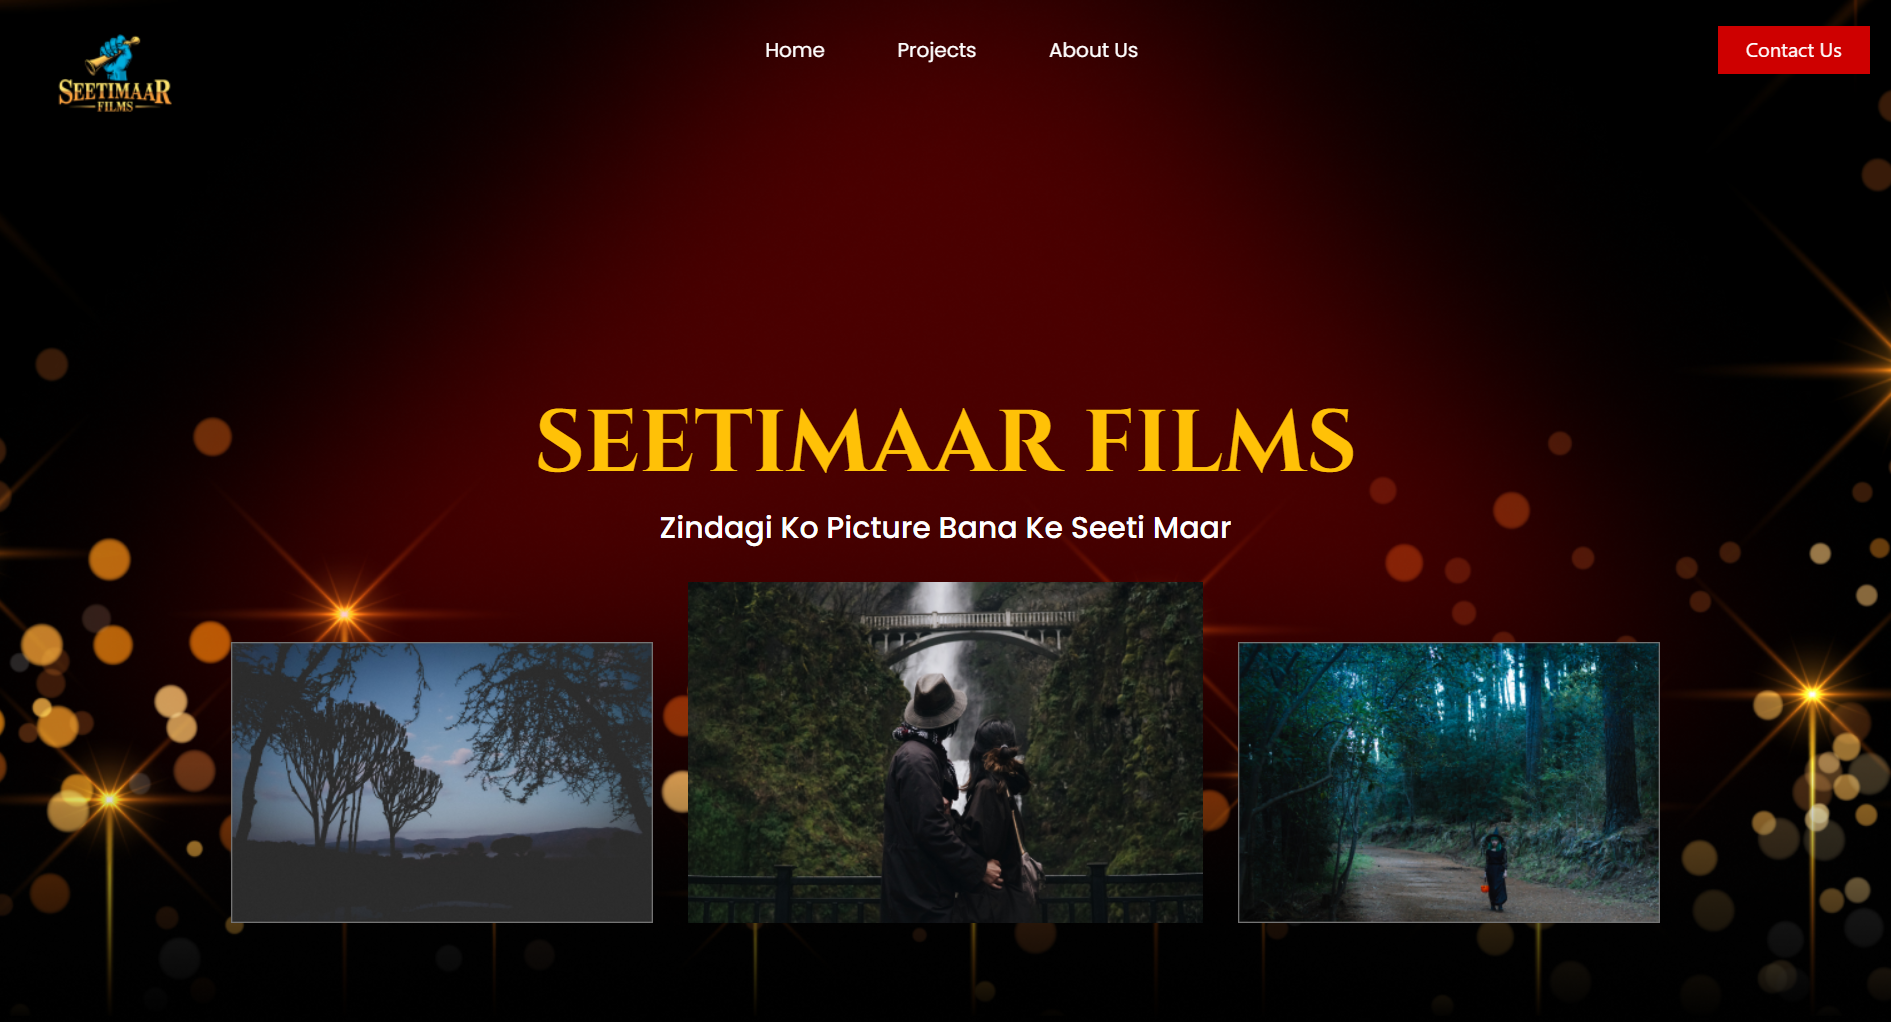 SEETIMAAR
FILMS
Home
Projects
About Us
Contact Us
SEETIMAAR FILMS
Zindagi Ko Picture Bana Ke Seeti Maar